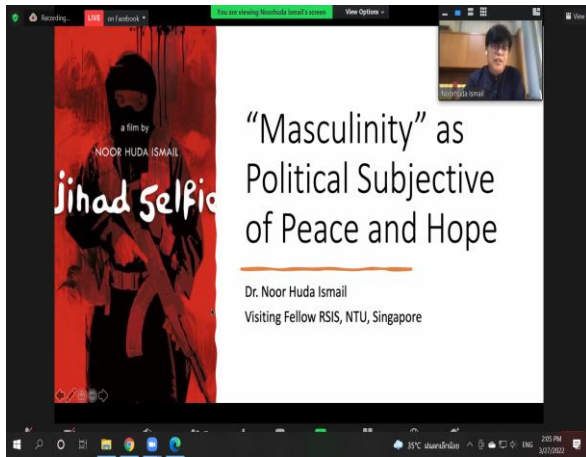 Recording...
LIVE on Facebook
You are viewing Noorhuda Ismail's screen
View Options
View
Noorhuda Ismail
a film by
NOOR HUDA ISMAIL
Jihad Selfie
"Masculinity" as
Political Subjective
of Peace and Hope
Dr. Noor Huda Ismail
Visiting Fellow RSIS, NTU, Singapore
35°C
ENG
2:05 PM
3/27/2022